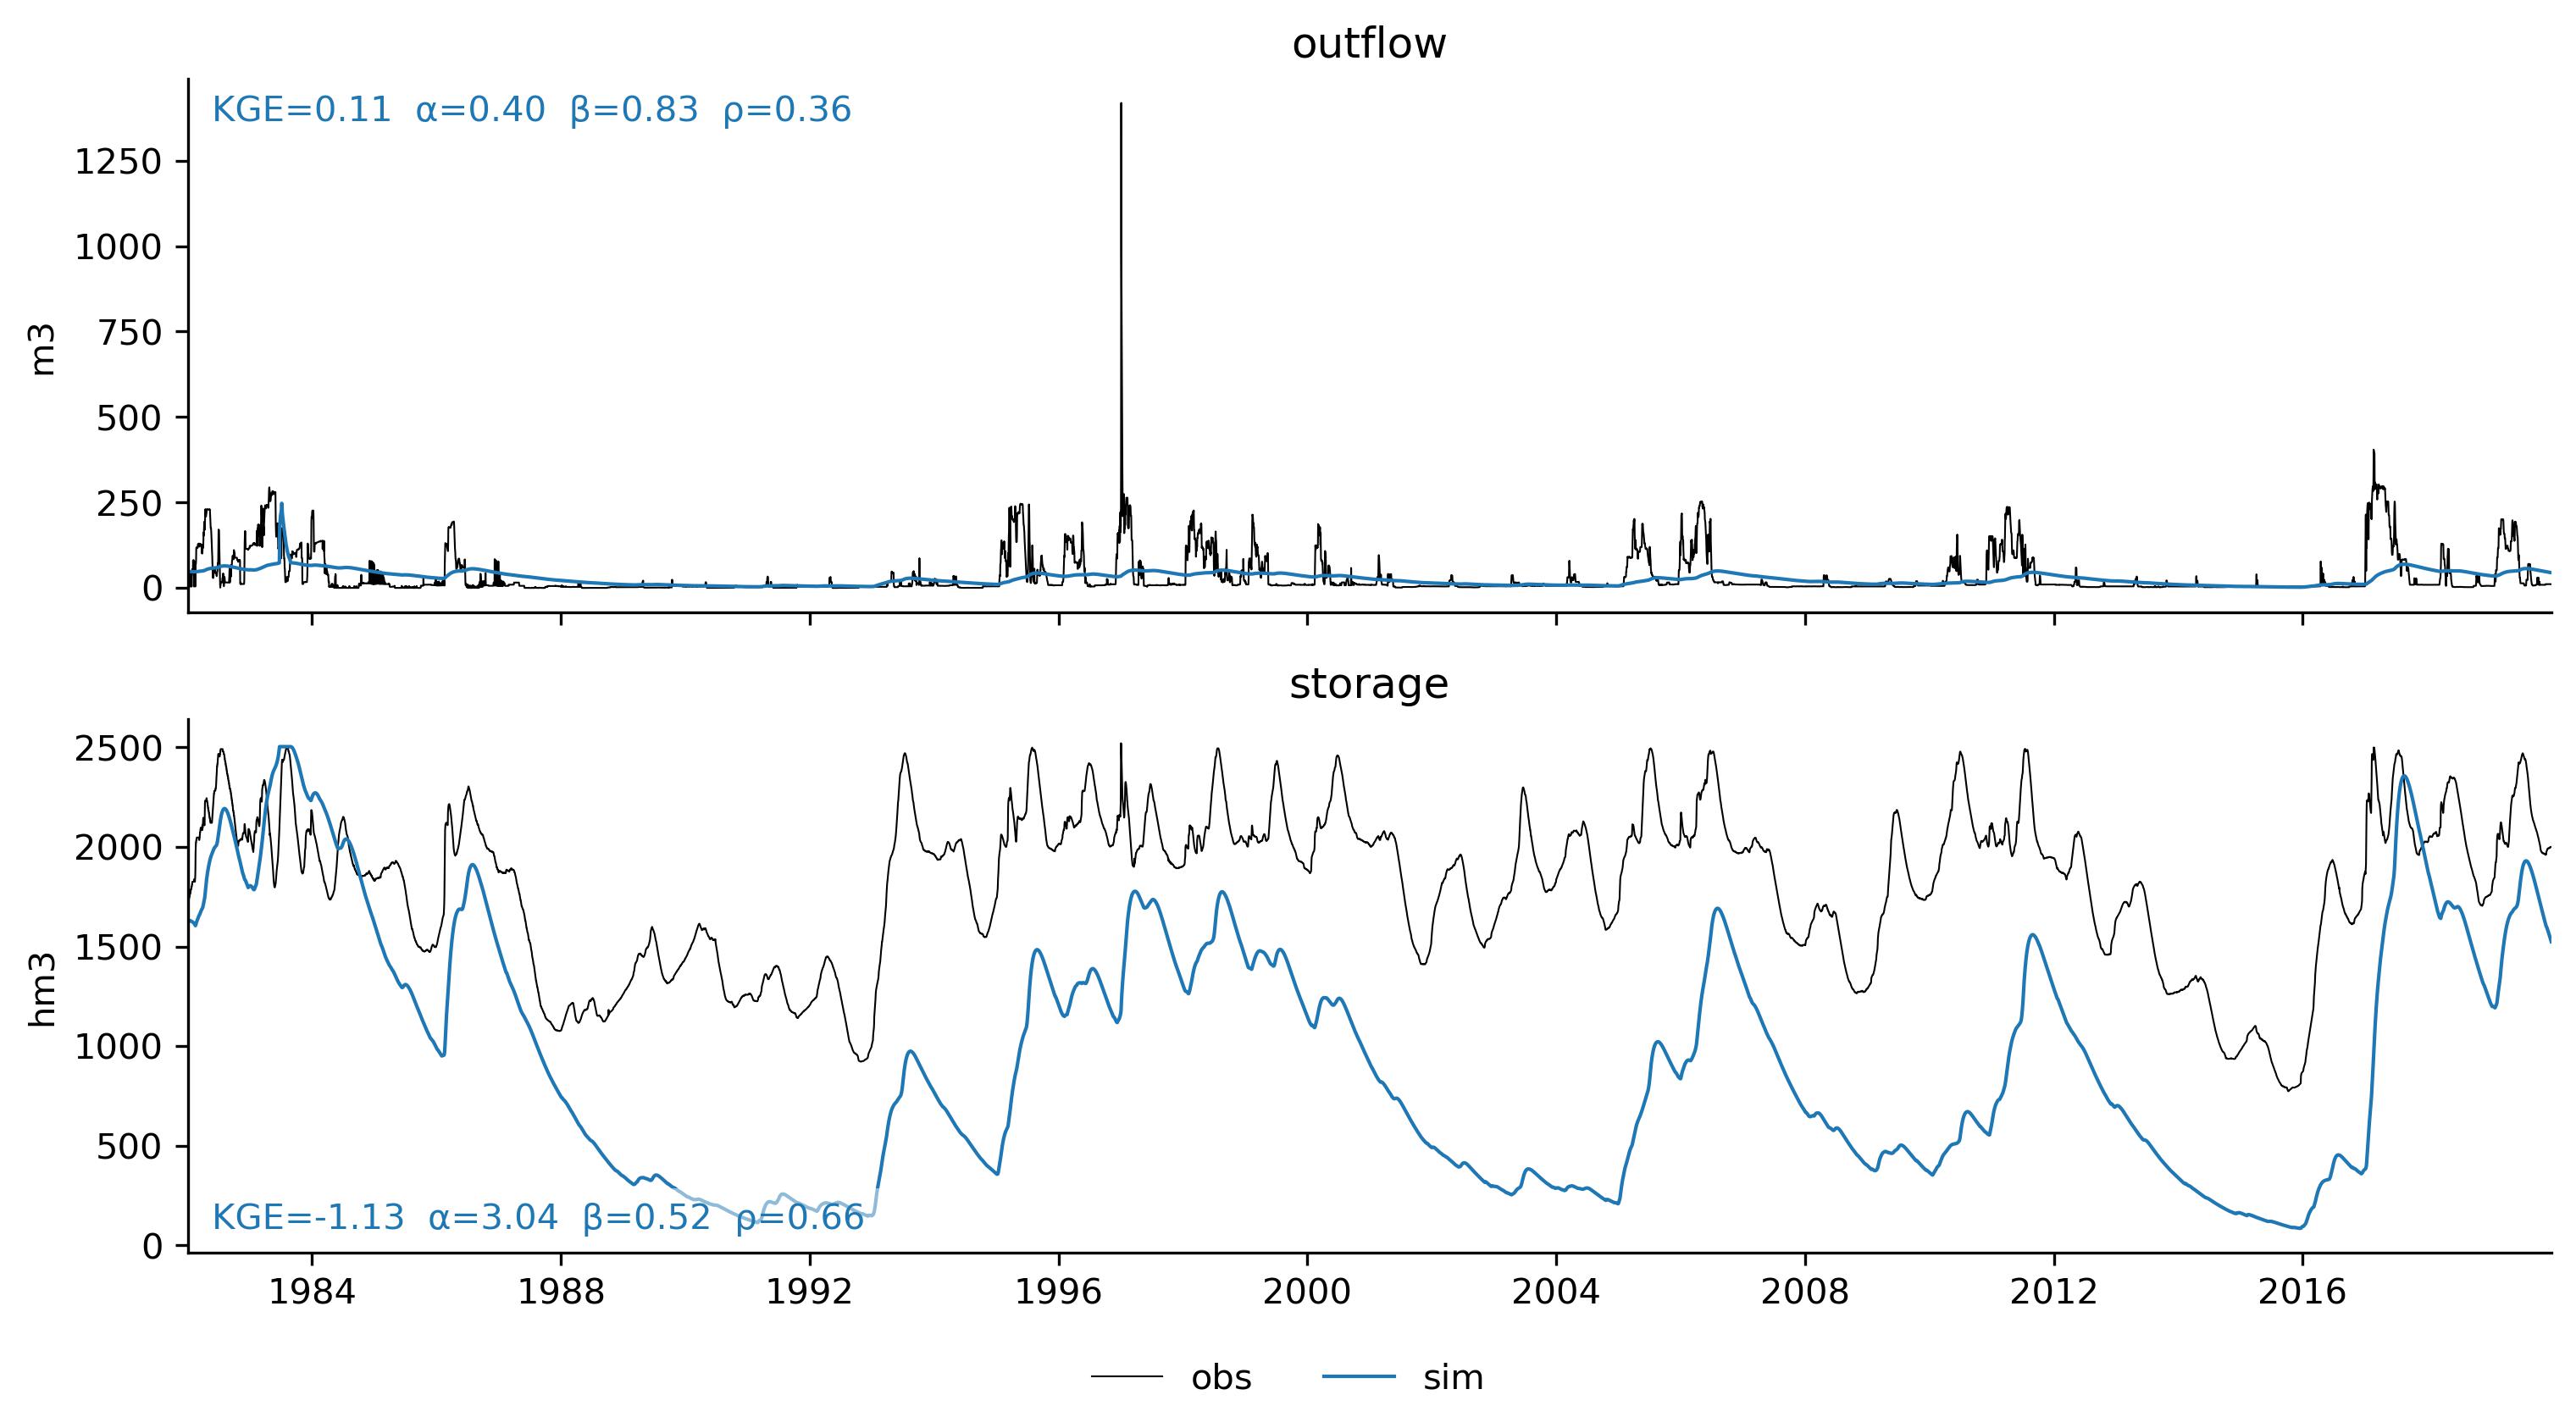 outflow
KGE=0.11 α=0.40 β=0.83 ρ=0.36
1250
1000
750
500
250
0
m3
storage
2500
2000
1500
1000
500
0
hm3
KGE=-1.13 α=3.04 β=0.52 ρ=0.66
1984 1988 1992 1996 2000 2004 2008 2012 2016
obs sim